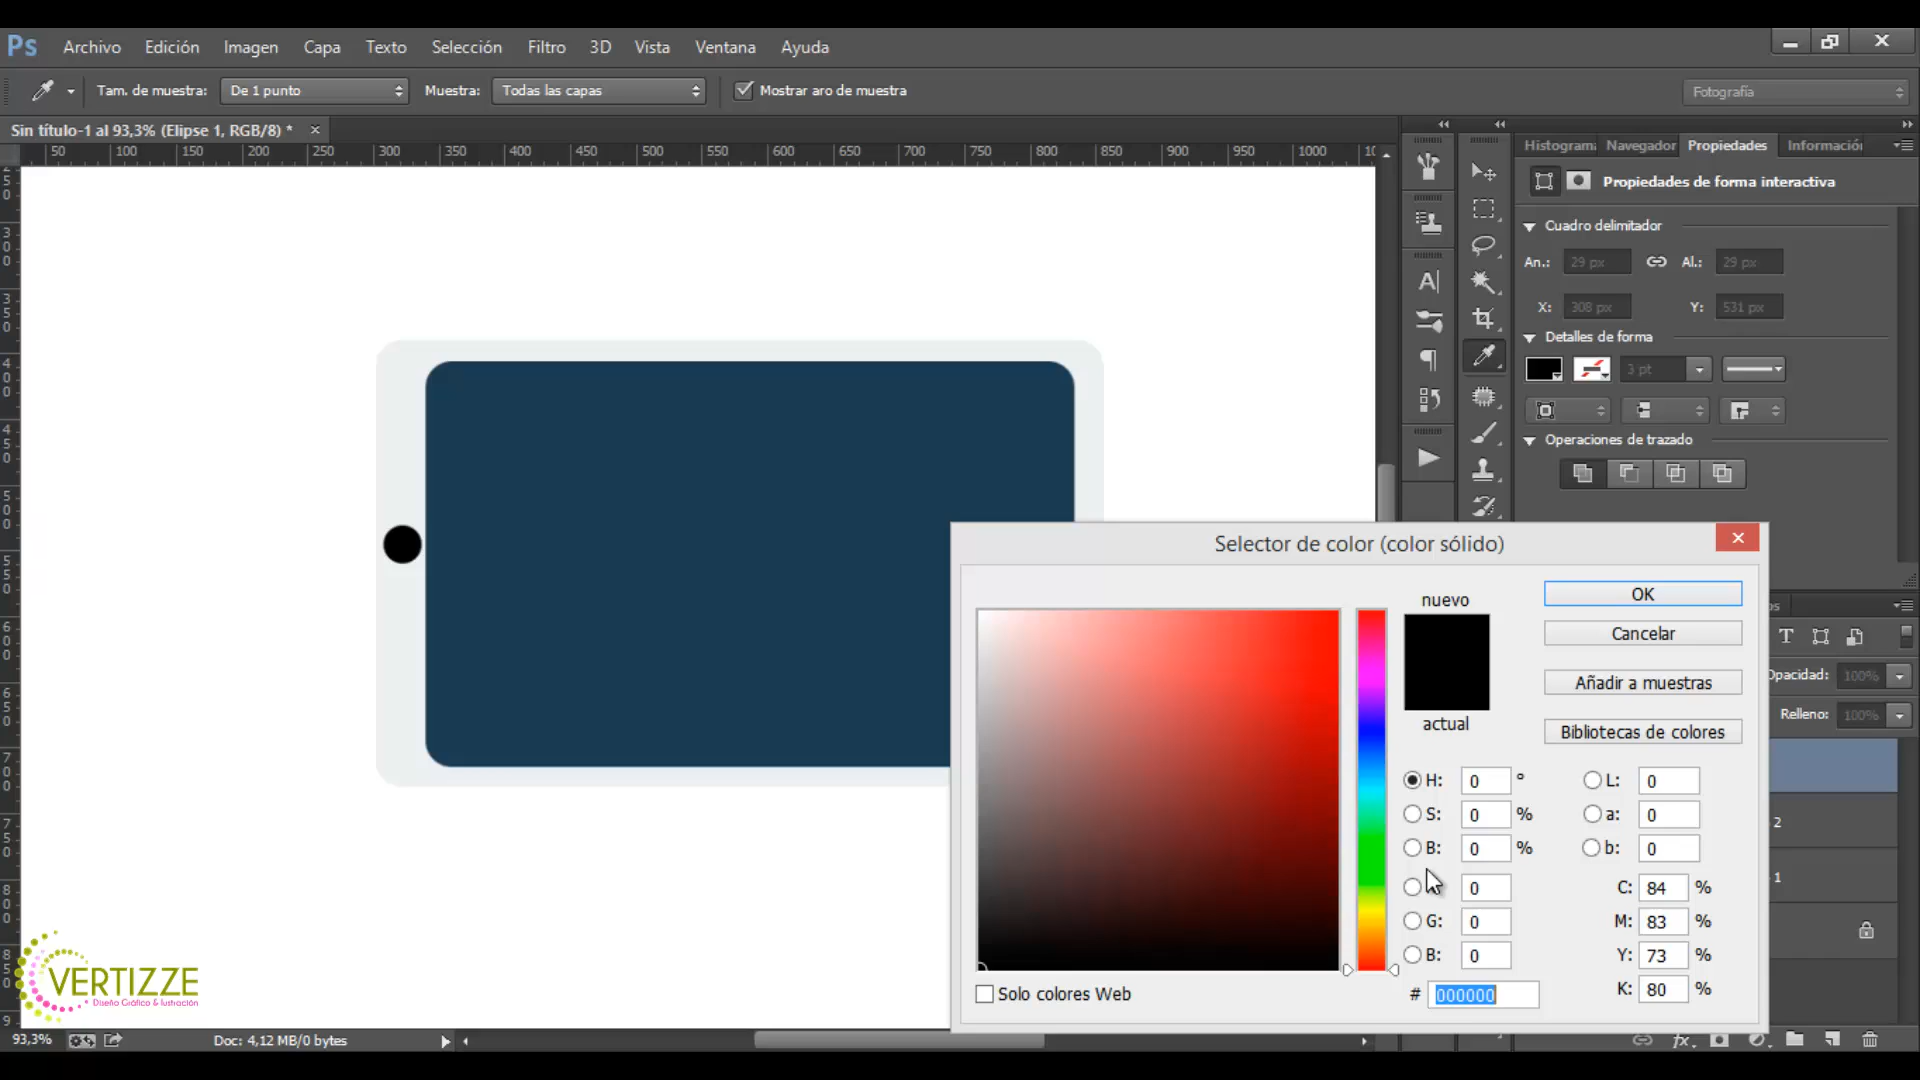 Ps Archivo Edición Imagen Capa Texto Selección Filtro 3D Vista Ventana Ayuda
Tam. de muestra: De 1 punto Muestra: Todas las capas Mostrar aro de muestra Fotografía
Sin título-1 al 93,3% (Elipse 1, RGB/8) *
50 100 150 200 250 300 350 400 450 500 550 600 650 700 750 800 850 900 950 1000
Histograma Navegador Propiedades Información
Propiedades de forma interactiva
Cuadro delimitador
An.: 29 px Al.: 29 px
X: 308 px Y: 531 px
Detalles de forma
3 pt
Operaciones de trazado
Selector de color (color sólido)
nuevo
actual
OK
Cancelar
Añadir a muestras
Bibliotecas de colores
H: 0 ° L: 0
S: 0 % a: 0
B: 0 % b: 0
0 C: 84 %
G: 0 M: 83 %
B: 0 Y: 73 %
# 000000 K: 80 %
Solo colores Web
Opacidad: 100%
Relleno: 100%
2
1
VERTIZZE
Diseño Gráfico & Ilustración
93,3% Doc: 4,12 MB/0 bytes
fx